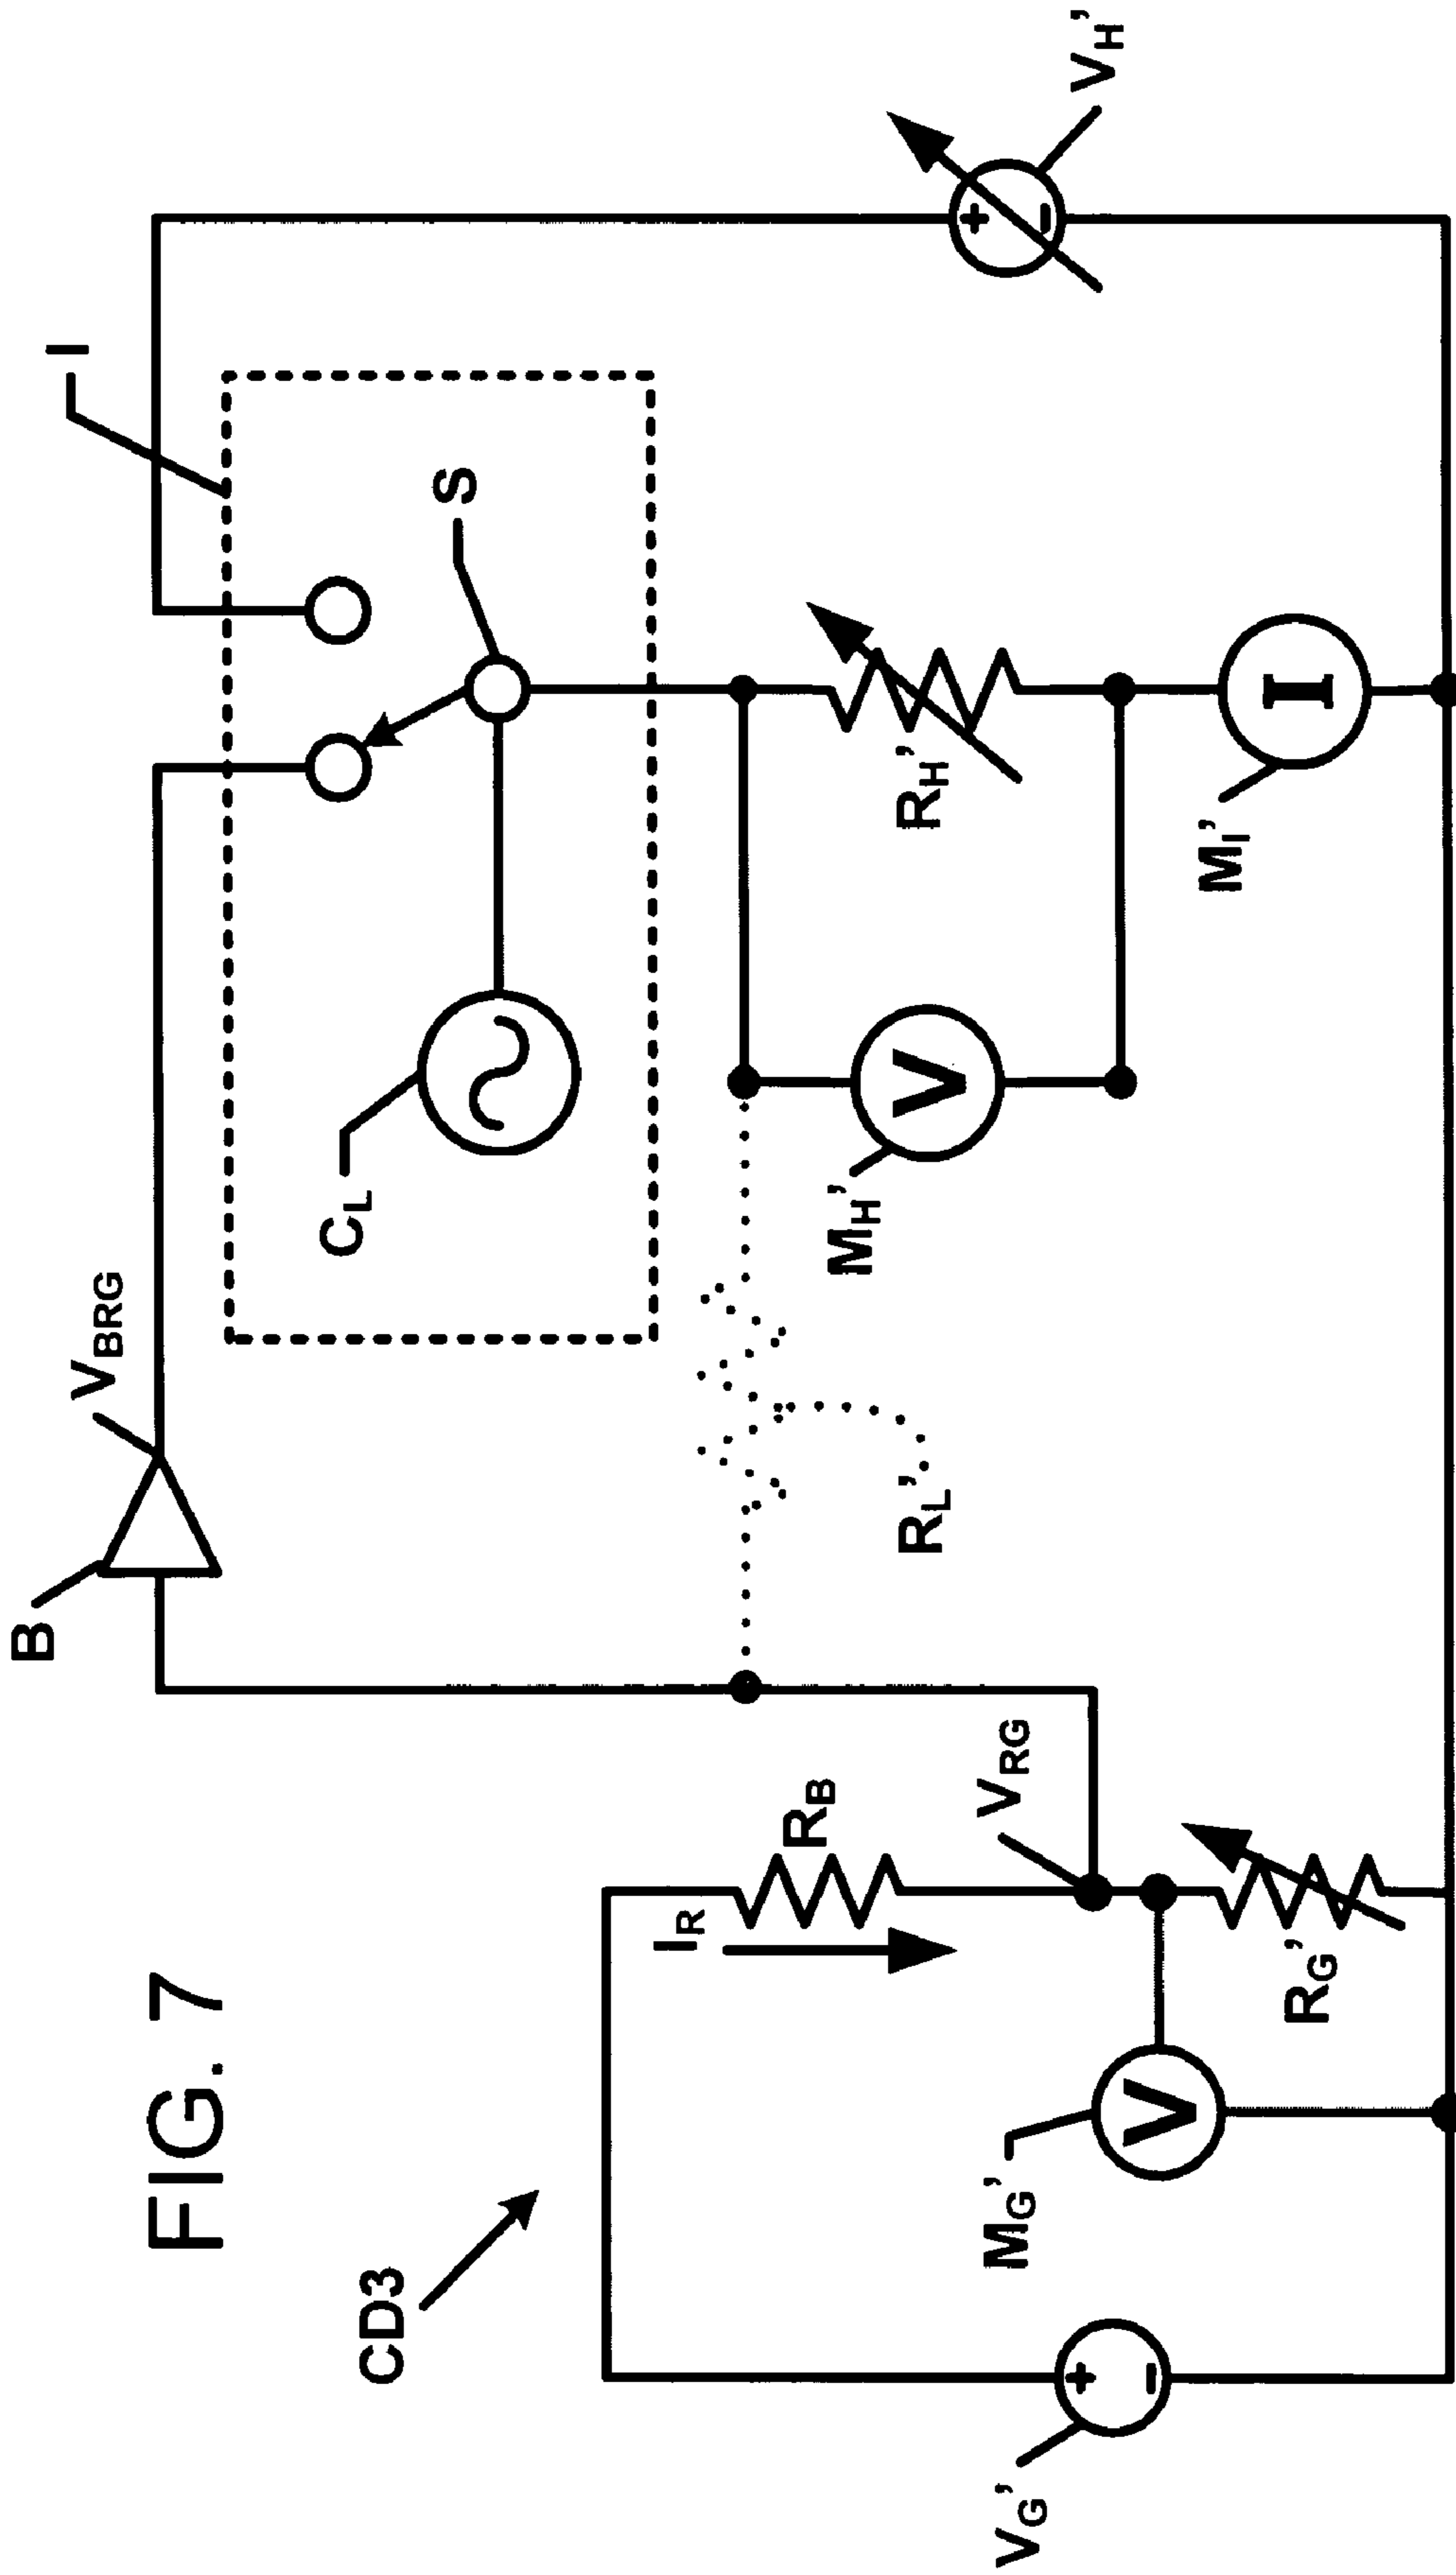 FIG. 7
CD3
B
V_BRG
I
S
C_L
V_H'
R_H'
M_H'
M_I'
I
V
R_L'
I_R
R_B
V_RG
R_G'
M_G'
V
V_G'
+
−
+
−